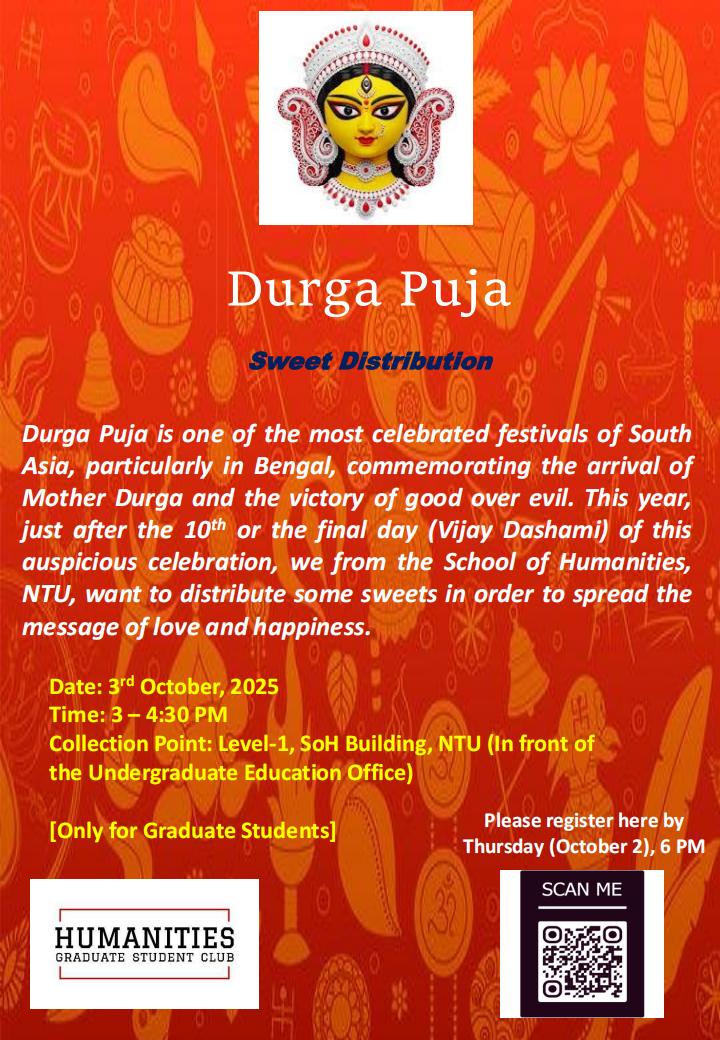 Durga Puja
Sweet Distribution
Durga Puja is one of the most celebrated festivals of South
Asia, particularly in Bengal, commemorating the arrival of
Mother Durga and the victory of good over evil. This year,
just after the 10th or the final day (Vijay Dashami) of this
auspicious celebration, we from the School of Humanities,
NTU, want to distribute some sweets in order to spread the
message of love and happiness.
Date: 3rd October, 2025
Time: 3 – 4:30 PM
Collection Point: Level-1, SoH Building, NTU (In front of
the Undergraduate Education Office)
[Only for Graduate Students]
Please register here by
Thursday (October 2), 6 PM
SCAN ME
HUMANITIES
GRADUATE STUDENT CLUB